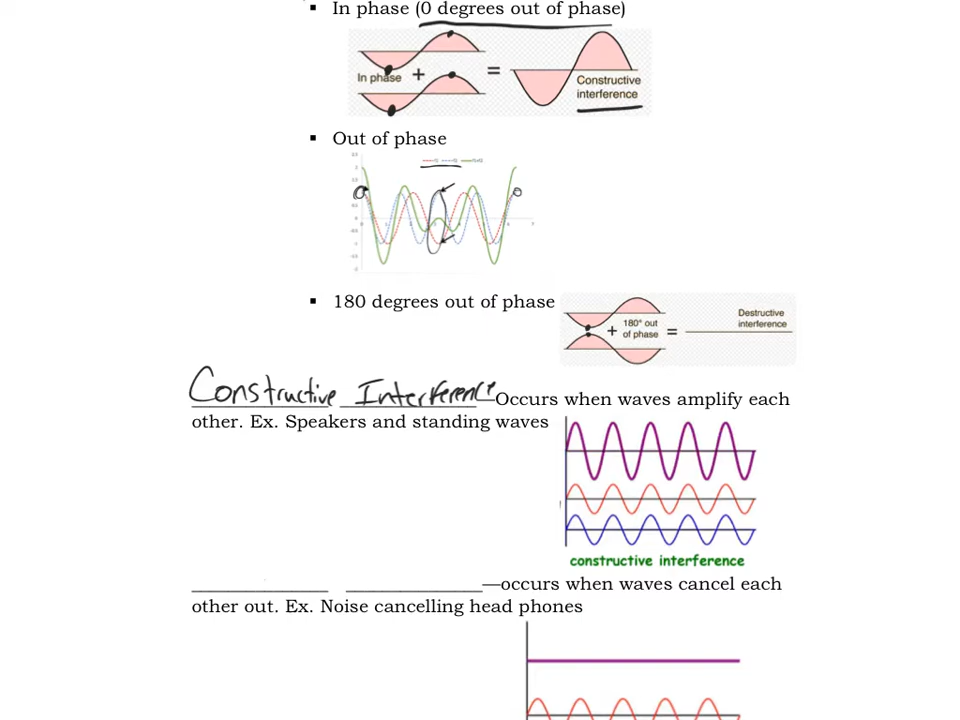 ▪ In phase (0 degrees out of phase)
In phase + = Constructive
interference
▪ Out of phase
▪ 180 degrees out of phase
+ 180° out
of phase = Destructive
interference
Constructive Interference—Occurs when waves amplify each
other. Ex. Speakers and standing waves
constructive interference
____________ ____________—occurs when waves cancel each
other out. Ex. Noise cancelling head phones